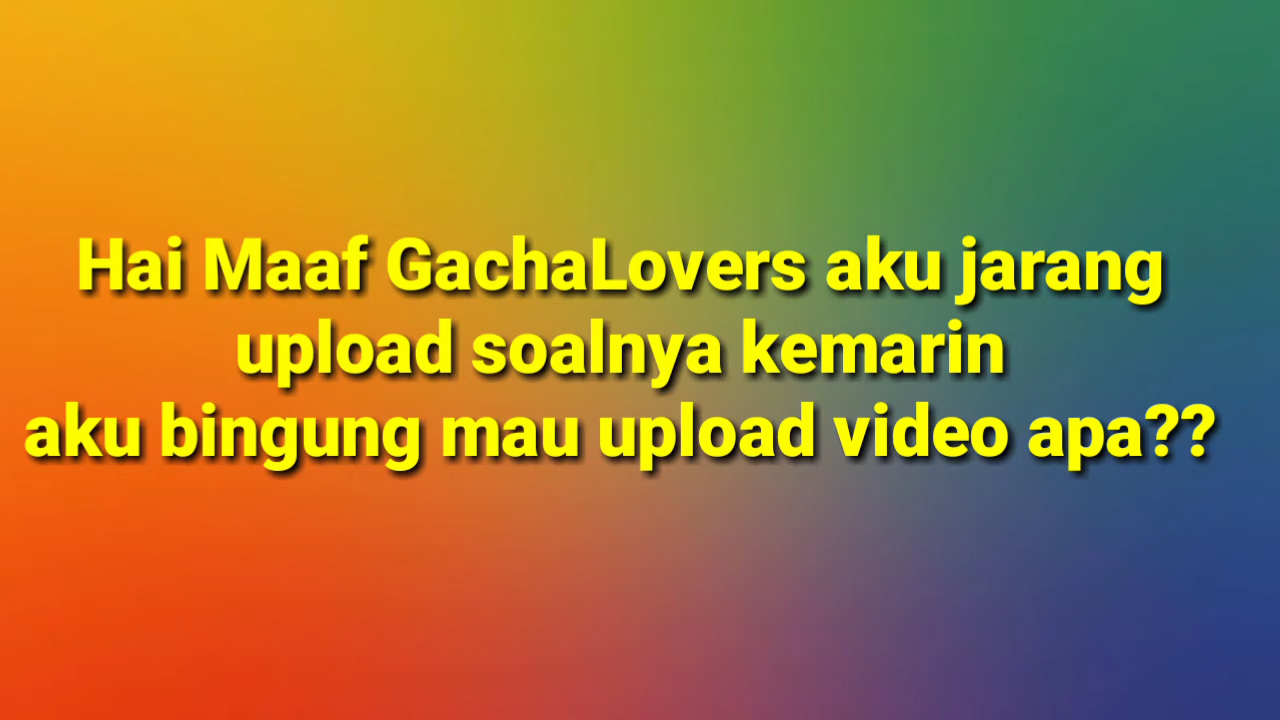 Hai Maaf GachaLovers aku jarang
upload soalnya kemarin
aku bingung mau upload video apa??